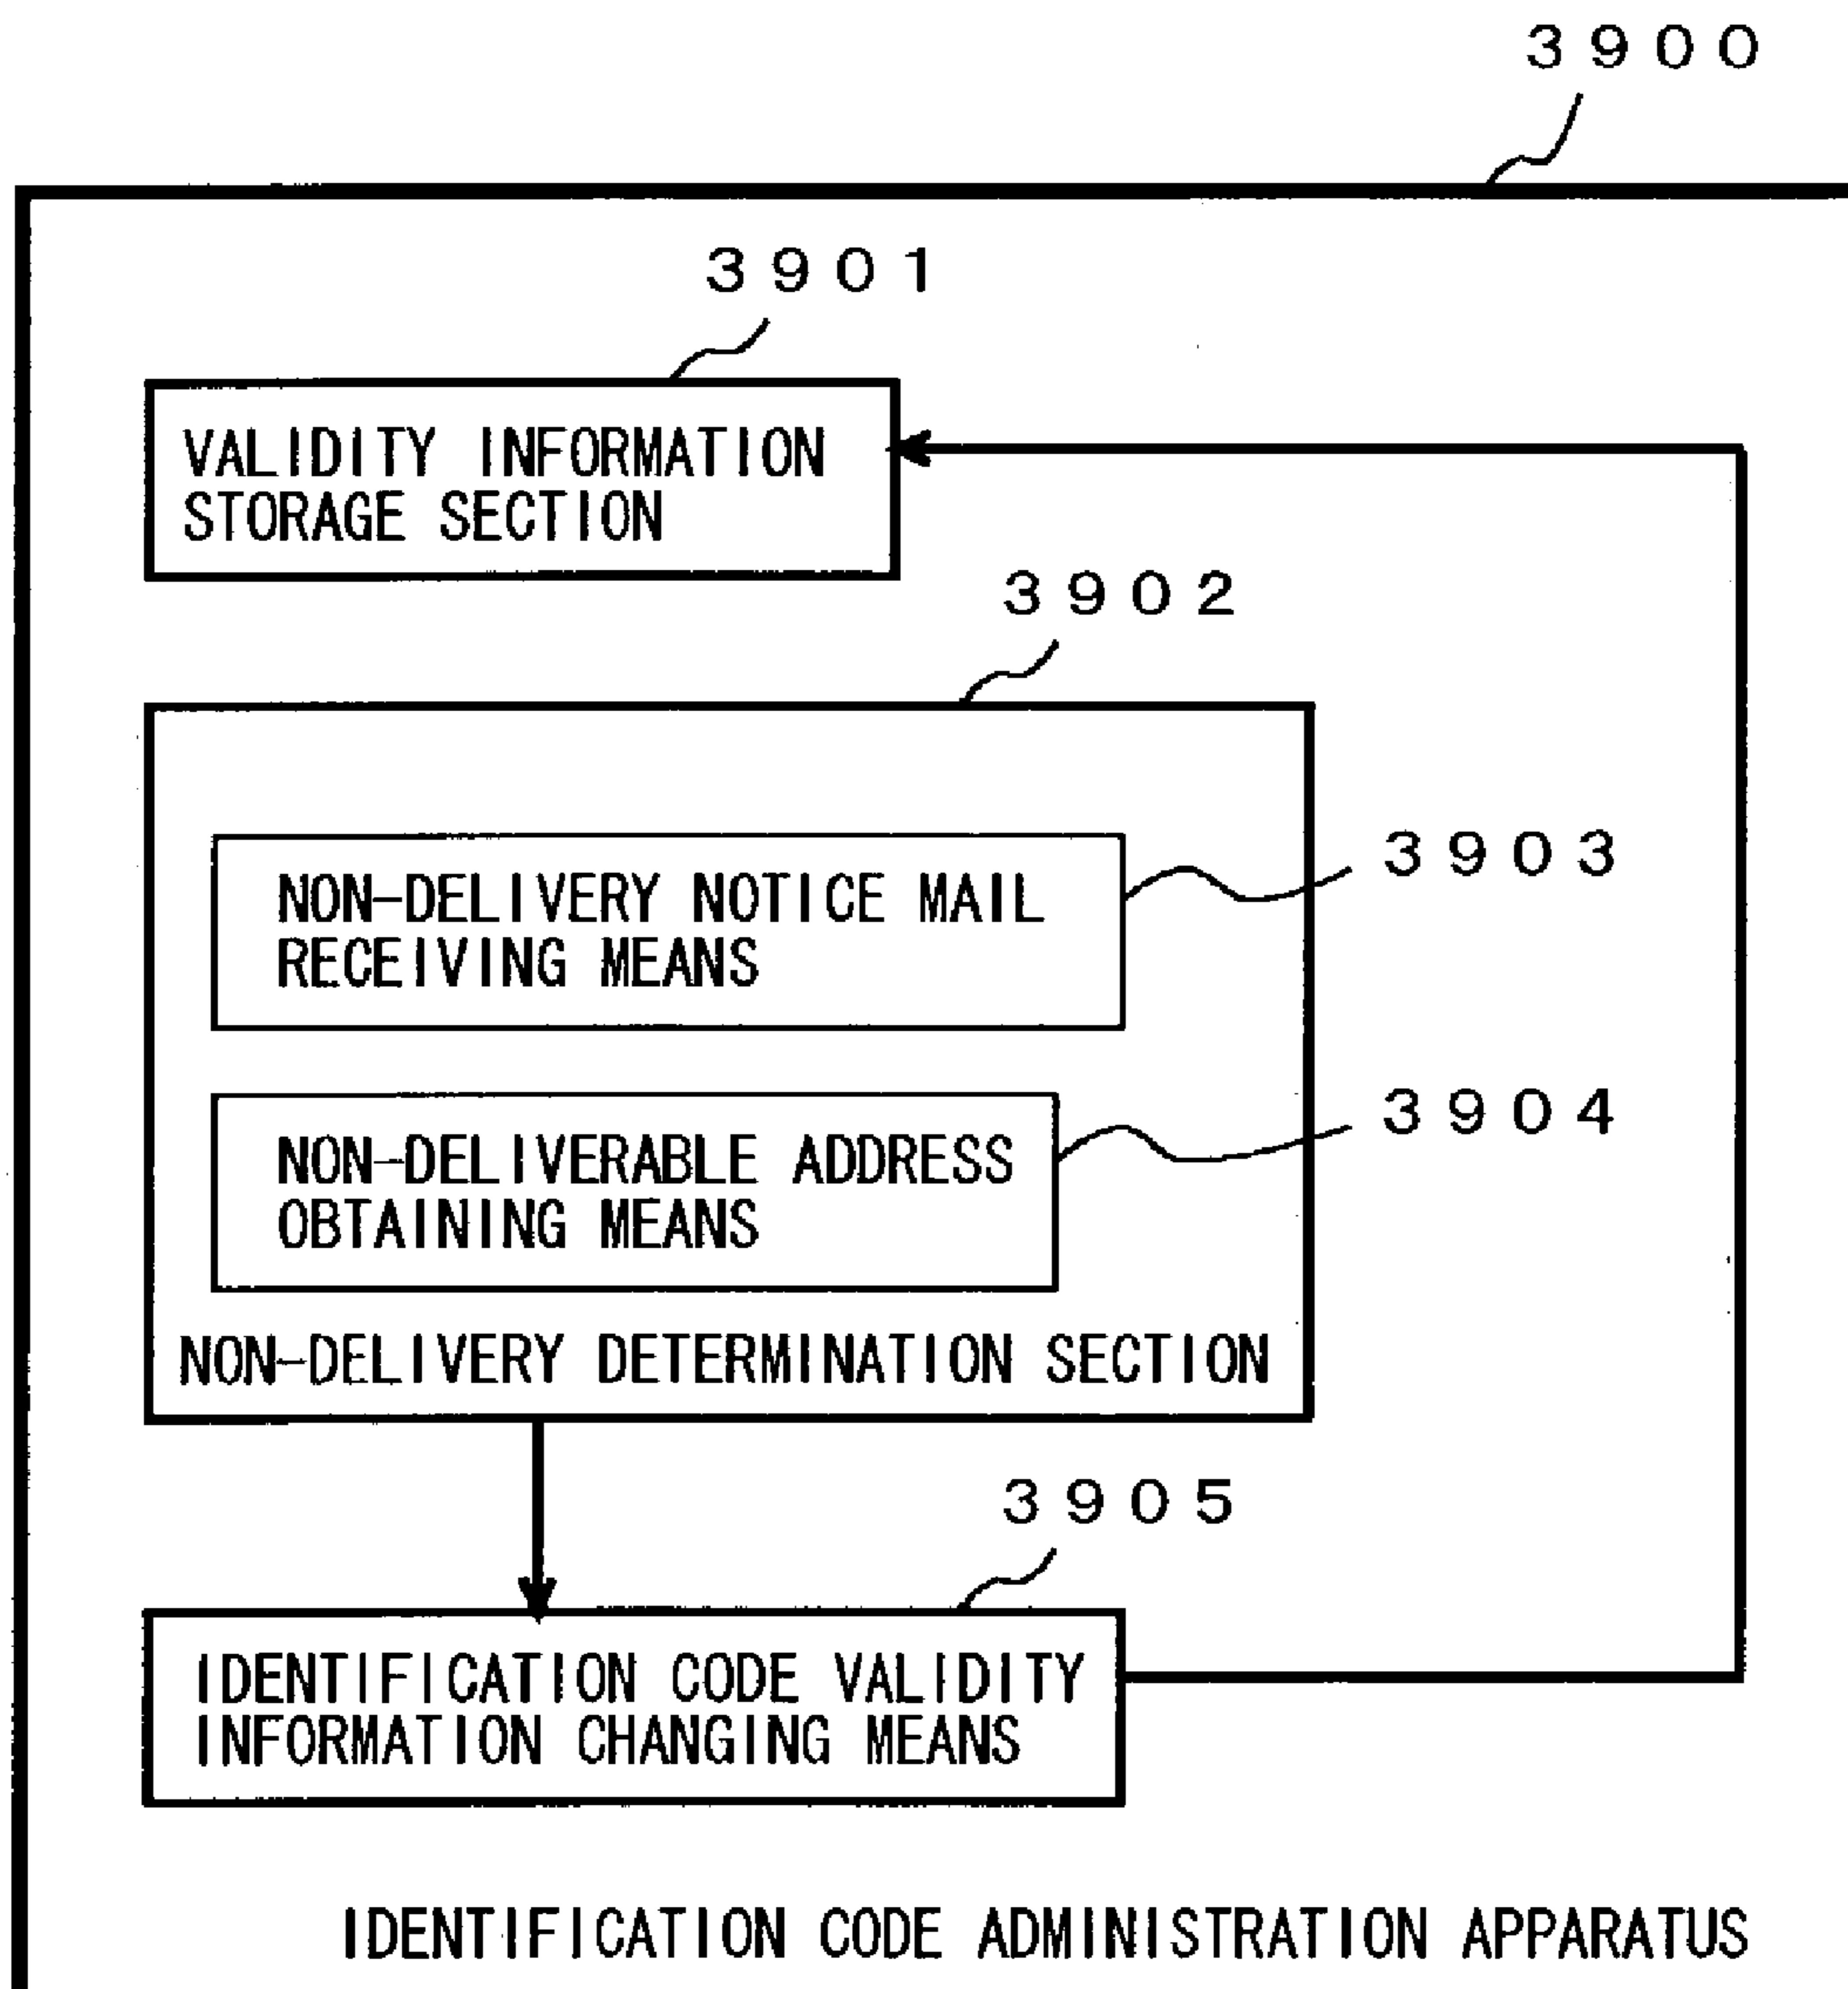 3900
3901
VALIDITY INFORMATION
STORAGE SECTION
3902
3903
NON-DELIVERY NOTICE MAIL
RECEIVING MEANS
3904
NON-DELIVERABLE ADDRESS
OBTAINING MEANS
NON-DELIVERY DETERMINATION SECTION
3905
IDENTIFICATION CODE VALIDITY
INFORMATION CHANGING MEANS
IDENTIFICATION CODE ADMINISTRATION APPARATUS